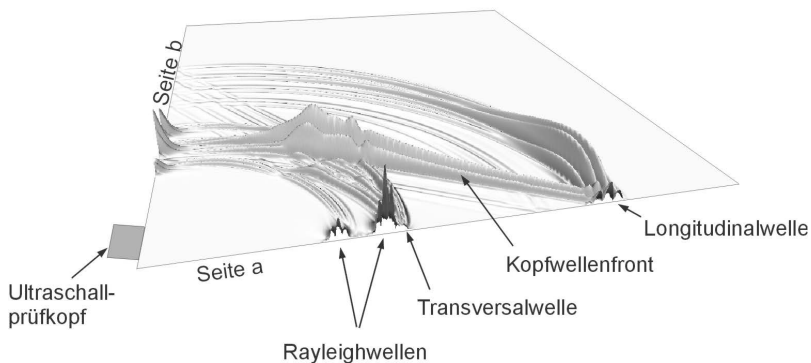 Seite b
Longitudinalwelle
Kopfwellenfront
Seite a
Ultraschall-
prüfkopf
Transversalwelle
Rayleighwellen